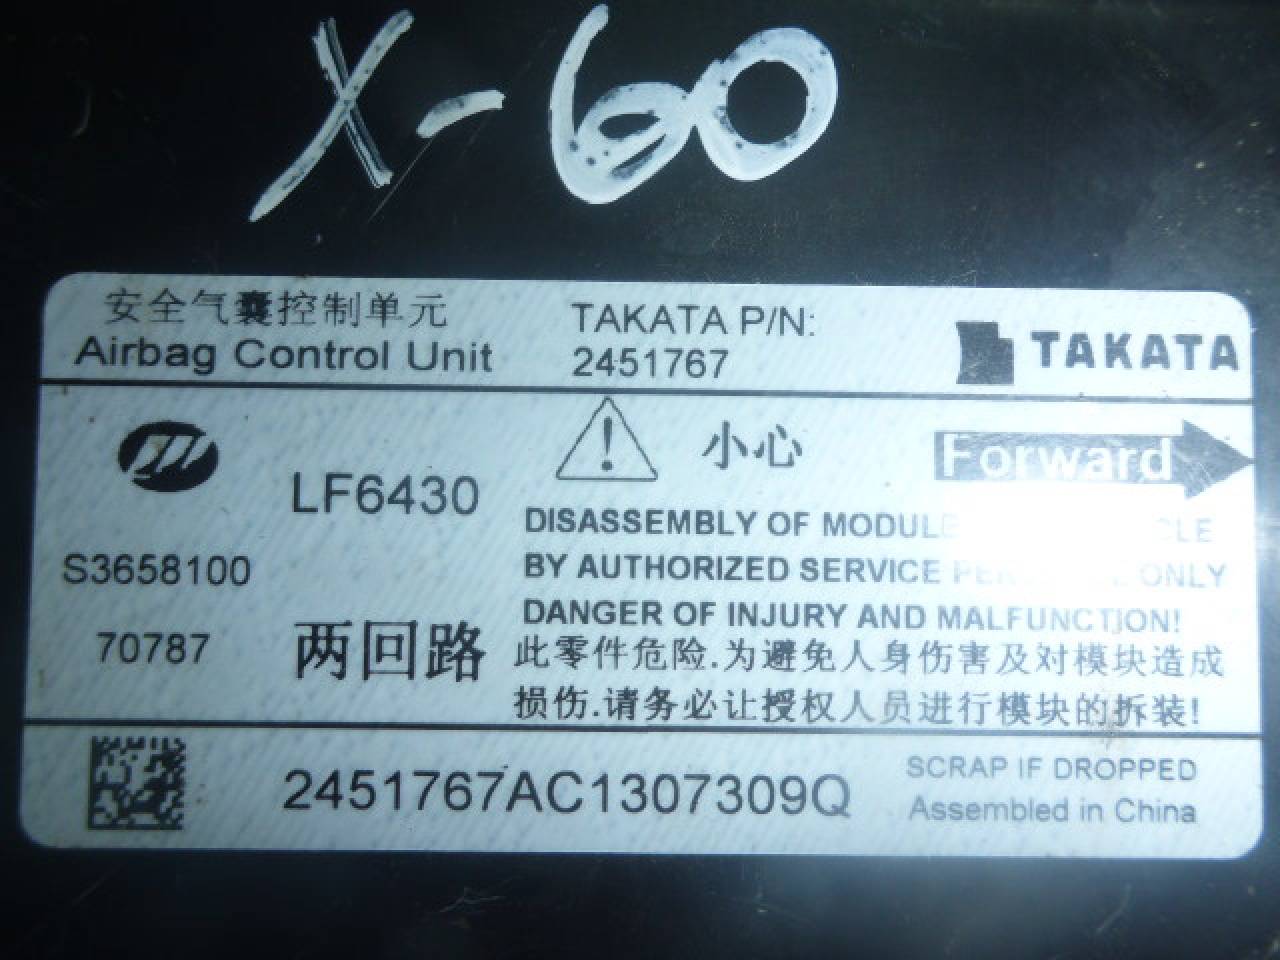 X-60
安全气囊控制单元
Airbag Control Unit
TAKATA P/N:
2451767
TAKATA
LF6430
S3658100
70787
两回路
小心
Forward
DISASSEMBLY OF MODULE
BY AUTHORIZED SERVICE ONLY
DANGER OF INJURY AND MALFUNCTION!
此零件危险.为避免人身伤害及对模块造成
损伤.请务必让授权人员进行模块的拆装!
2451767AC1307309Q
SCRAP IF DROPPED
Assembled in China